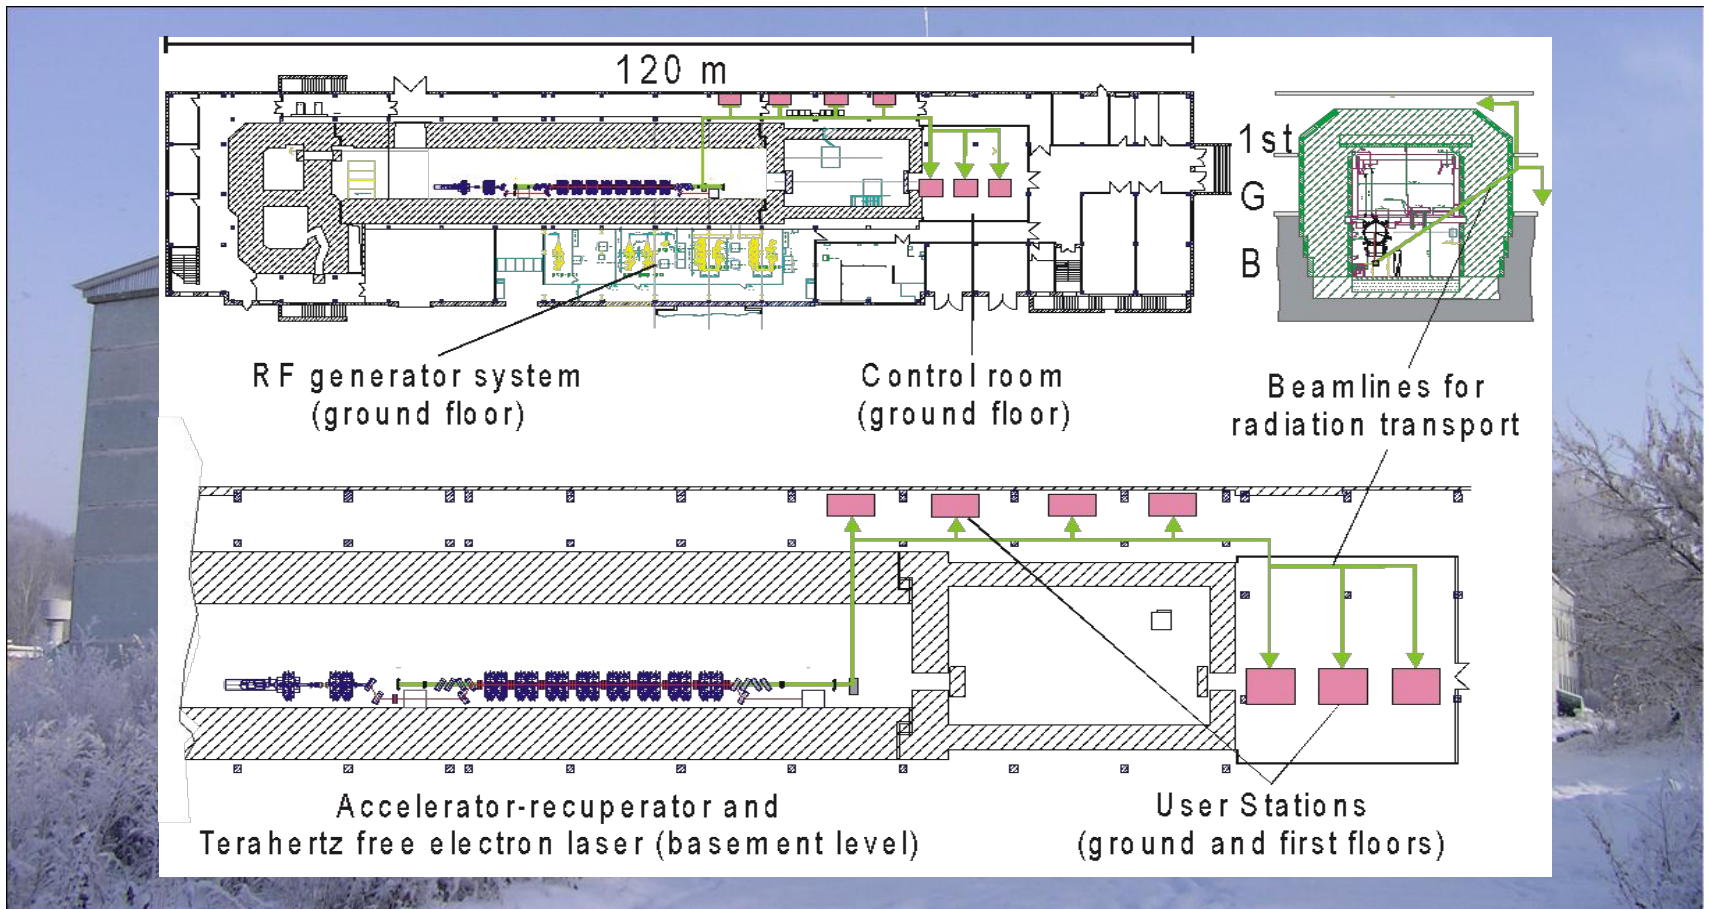 120 m
1st
G
B
RF generator system
(ground floor)
Control room
(ground floor)
Beamlines for
radiation transport
Accelerator-recuperator and
Terahertz free electron laser (basement level)
User Stations
(ground and first floors)